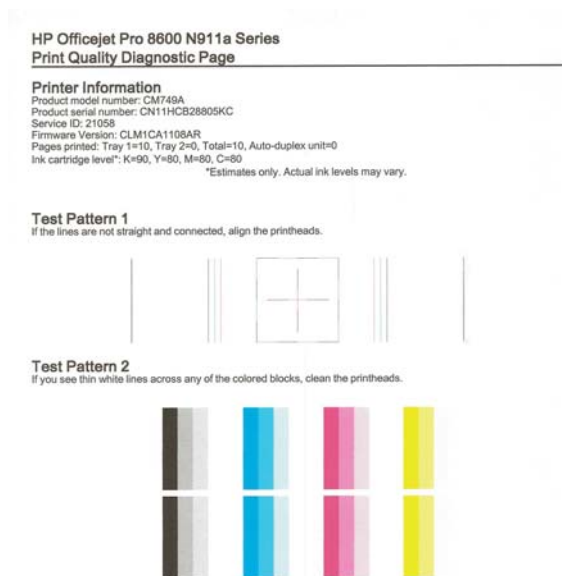 HP Officejet Pro 8600 N911a Series
Print Quality Diagnostic Page
Printer Information
Product model number: CM749A
Product serial number: CN11HCB28805KC
Service ID: 21058
Firmware Version: CLM1CA1108AR
Pages printed: Tray 1=10, Tray 2=0, Total=10, Auto-duplex unit=0
Ink cartridge level*: K=90, Y=80, M=80, C=80
*Estimates only. Actual ink levels may vary.
Test Pattern 1
If the lines are not straight and connected, align the printheads.
Test Pattern 2
If you see thin white lines across any of the colored blocks, clean the printheads.